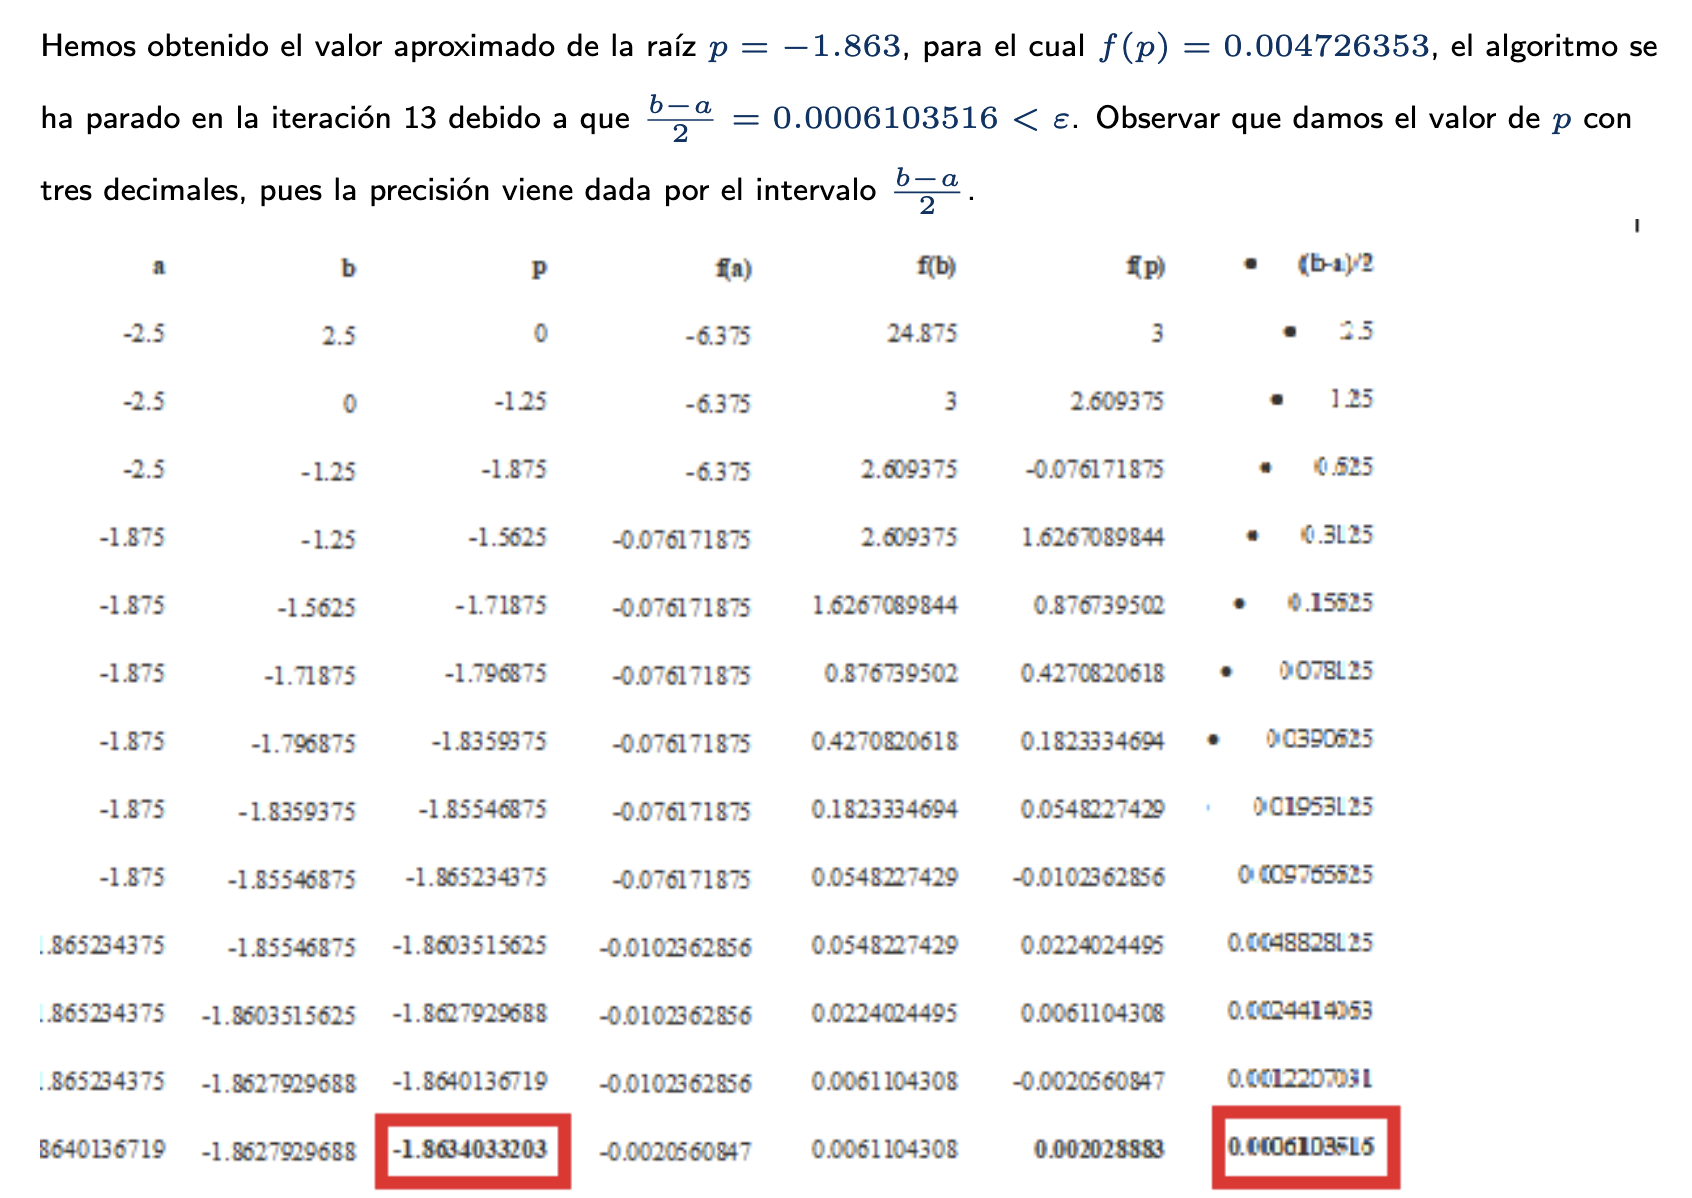 Hemos obtenido el valor aproximado de la raíz p = −1.863, para el cual f(p) = 0.004726353, el algoritmo se
ha parado en la iteración 13 debido a que (b−a)/2 = 0.0006103516 < ε. Observar que damos el valor de p con
tres decimales, pues la precisión viene dada por el intervalo (b−a)/2.
a b p f(a) f(b) f(p) • (b-a)/2
-2.5 2.5 0 -6.375 24.875 3 • 2.5
-2.5 0 -1.25 -6.375 3 2.609375 • 1.25
-2.5 -1.25 -1.875 -6.375 2.609375 -0.076171875 • 0.625
-1.875 -1.25 -1.5625 -0.076171875 2.609375 1.6267089844 • 0.3125
-1.875 -1.5625 -1.71875 -0.076171875 1.6267089844 0.876739502 • 0.15625
-1.875 -1.71875 -1.796875 -0.076171875 0.876739502 0.4270820618 • 0.078125
-1.875 -1.796875 -1.8359375 -0.076171875 0.4270820618 0.1823334694 • 0.0390625
-1.875 -1.8359375 -1.85546875 -0.076171875 0.1823334694 0.0548227429 0.01953125
-1.875 -1.85546875 -1.865234375 -0.076171875 0.0548227429 -0.0102362856 0.009765625
.865234375 -1.85546875 -1.8603515625 -0.0102362856 0.0548227429 0.0224024495 0.0048828125
.865234375 -1.8603515625 -1.8627929688 -0.0102362856 0.0224024495 0.0061104308 0.0024414063
.865234375 -1.8627929688 -1.8640136719 -0.0102362856 0.0061104308 -0.0020560847 0.0012207031
8640136719 -1.8627929688 -1.8634033203 -0.0020560847 0.0061104308 0.002028883 0.0006103516